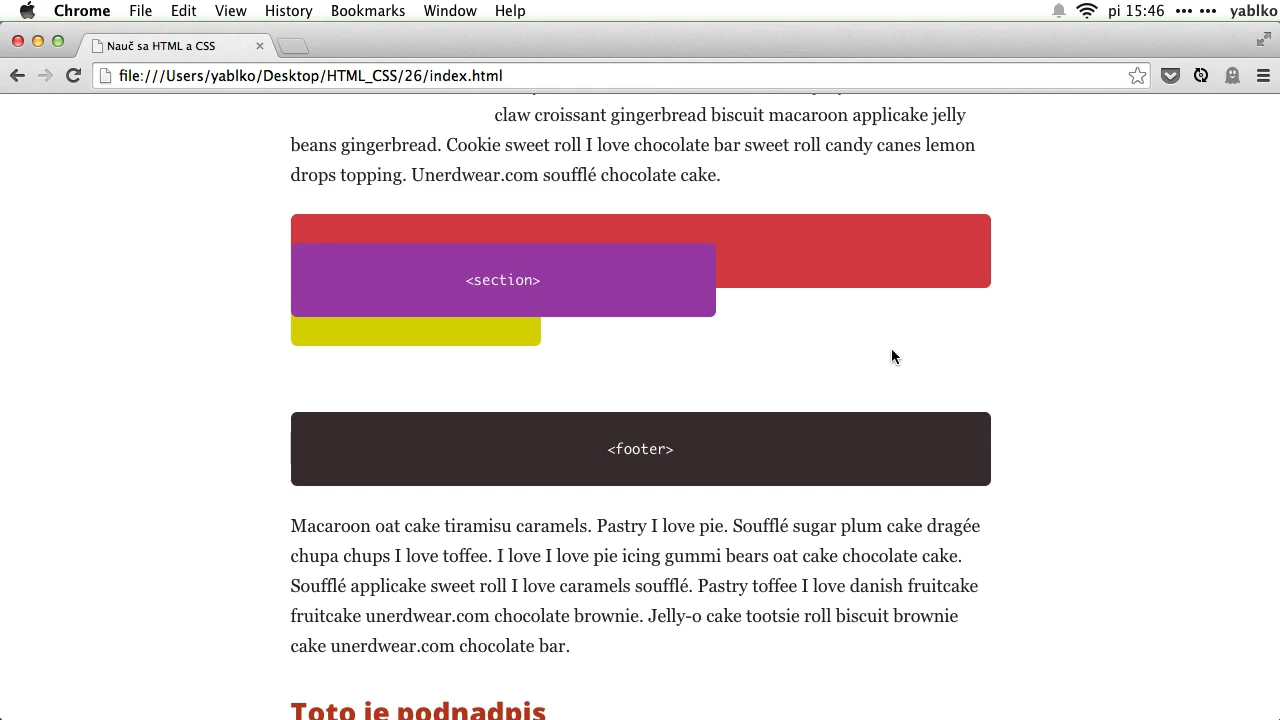 Chrome File Edit View History Bookmarks Window Help pi 15:46 yablko
Nauč sa HTML a CSS
file:///Users/yablko/Desktop/HTML_CSS/26/index.html
claw croissant gingerbread biscuit macaroon applicake jelly
beans gingerbread. Cookie sweet roll I love chocolate bar sweet roll candy canes lemon
drops topping. Unerdwear.com soufflé chocolate cake.
<section>
<footer>
Macaroon oat cake tiramisu caramels. Pastry I love pie. Soufflé sugar plum cake dragée
chupa chups I love toffee. I love I love pie icing gummi bears oat cake chocolate cake.
Soufflé applicake sweet roll I love caramels soufflé. Pastry toffee I love danish fruitcake
fruitcake unerdwear.com chocolate brownie. Jelly-o cake tootsie roll biscuit brownie
cake unerdwear.com chocolate bar.
Toto je podnadpis